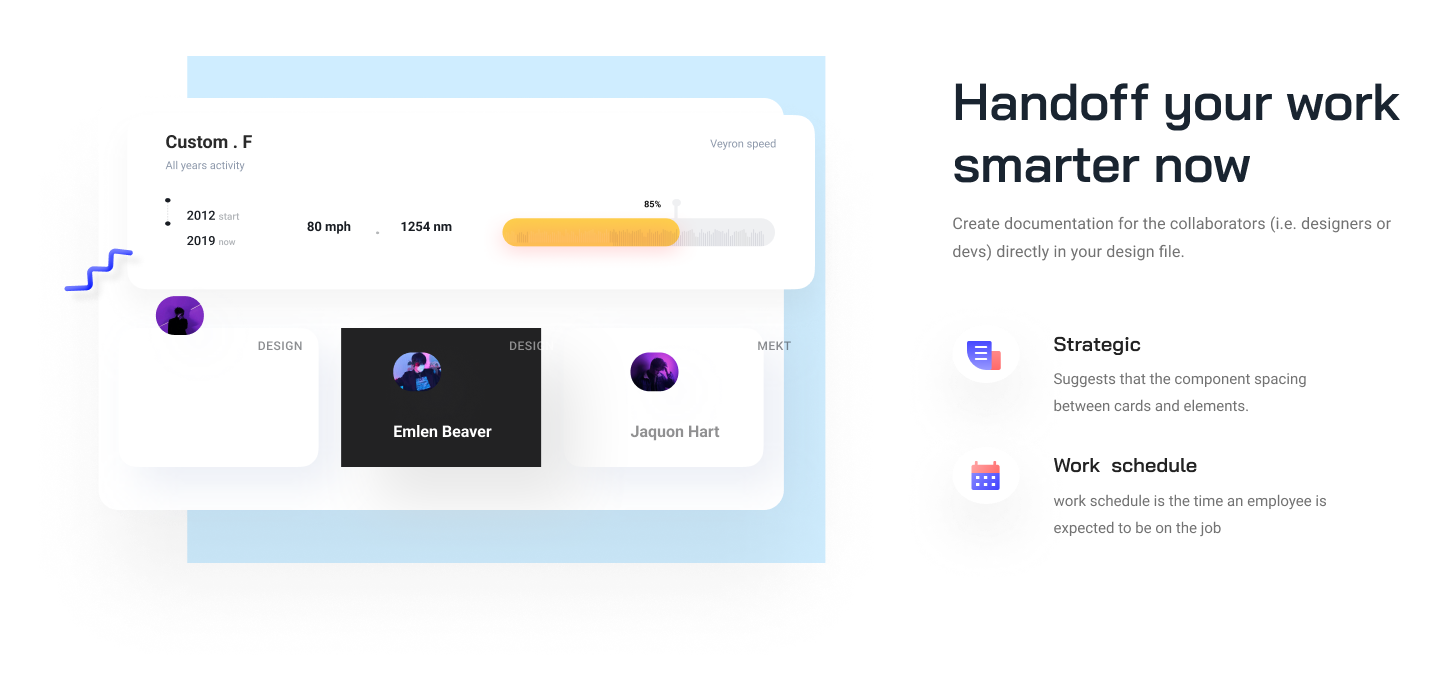 Custom . F
All years activity
Veyron speed
2012 start
2019 now
80 mph
1254 nm
85%
DESIGN
DESIG
MEKT
Emlen Beaver
Jaquon Hart
Handoff your work
smarter now
Create documentation for the collaborators (i.e. designers or
devs) directly in your design file.
Strategic
Suggests that the component spacing
between cards and elements.
Work schedule
work schedule is the time an employee is
expected to be on the job